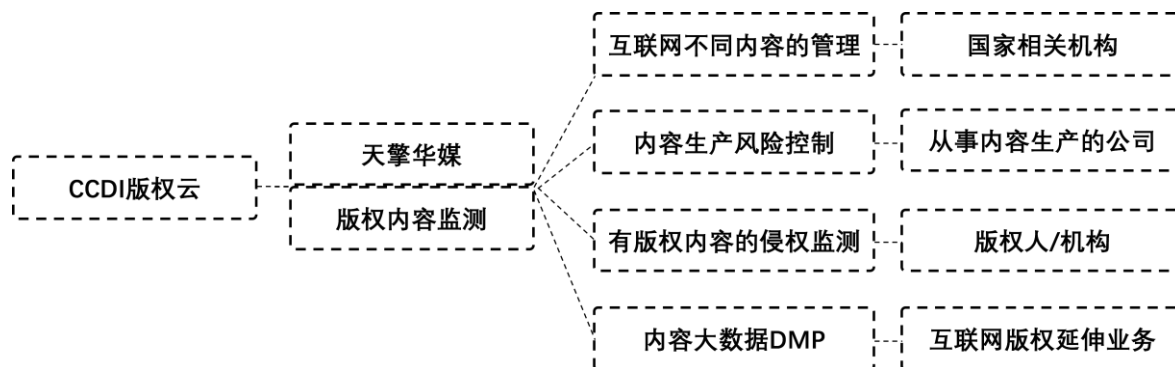 互联网不同内容的管理
国家相关机构
内容生产风险控制
从事内容生产的公司
天擎华媒
CCDI版权云
版权内容监测
有版权内容的侵权监测
版权人/机构
内容大数据DMP
互联网版权延伸业务